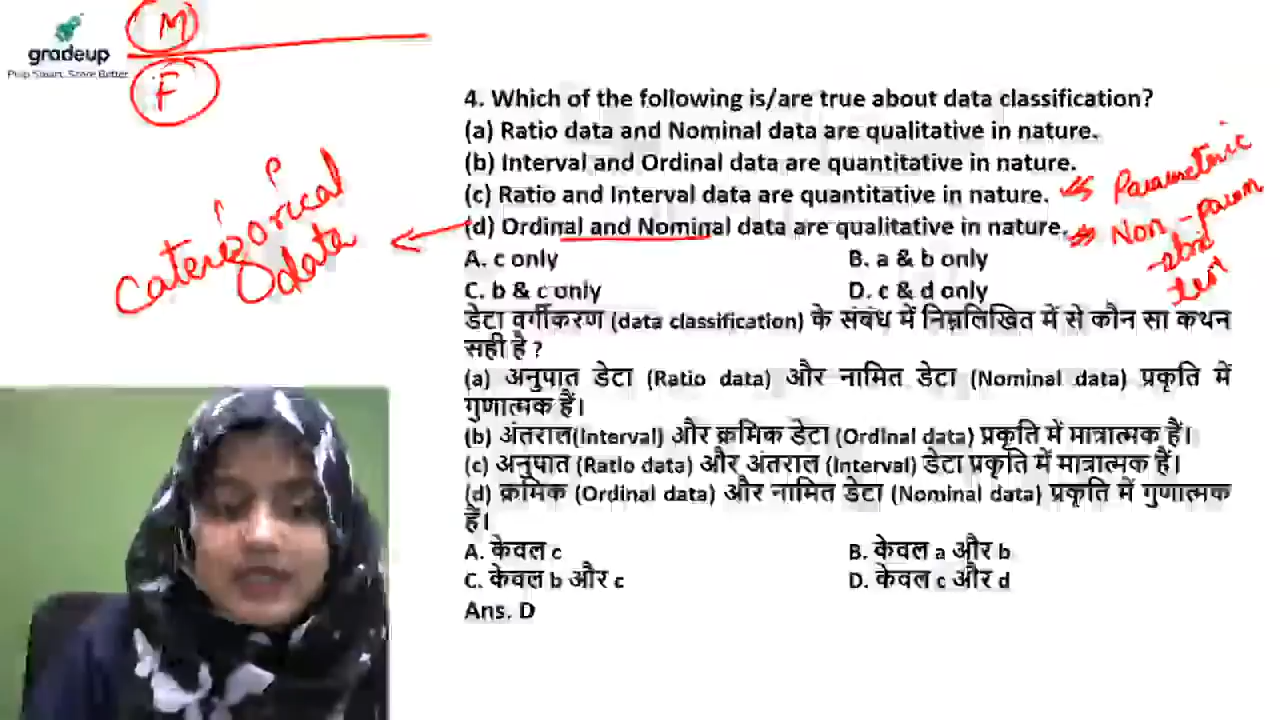 M
gradeup
F
4. Which of the following is/are true about data classification?
(a) Ratio data and Nominal data are qualitative in nature.
(b) Interval and Ordinal data are quantitative in nature.
(c) Ratio and Interval data are quantitative in nature.
Parametric
(d) Ordinal and Nominal data are qualitative in nature.
Non-param
test
Caterigorical
data
A. c only B. a & b only
C. b & c only D. c & d only
डेटा वर्गीकरण (data classification) के संबंध में निम्नलिखित में से कौन सा कथन
सही है ?
(a) अनुपात डेटा (Ratio data) और नामित डेटा (Nominal data) प्रकृति में
गुणात्मक हैं।
(b) अंतराल(Interval) और क्रमिक डेटा (Ordinal data) प्रकृति में मात्रात्मक हैं।
(c) अनुपात (Ratio data) और अंतराल (Interval) डेटा प्रकृति में मात्रात्मक हैं।
(d) क्रमिक (Ordinal data) और नामित डेटा (Nominal data) प्रकृति में गुणात्मक
हैं।
A. केवल c B. केवल a और b
C. केवल b और c D. केवल c और d
Ans. D